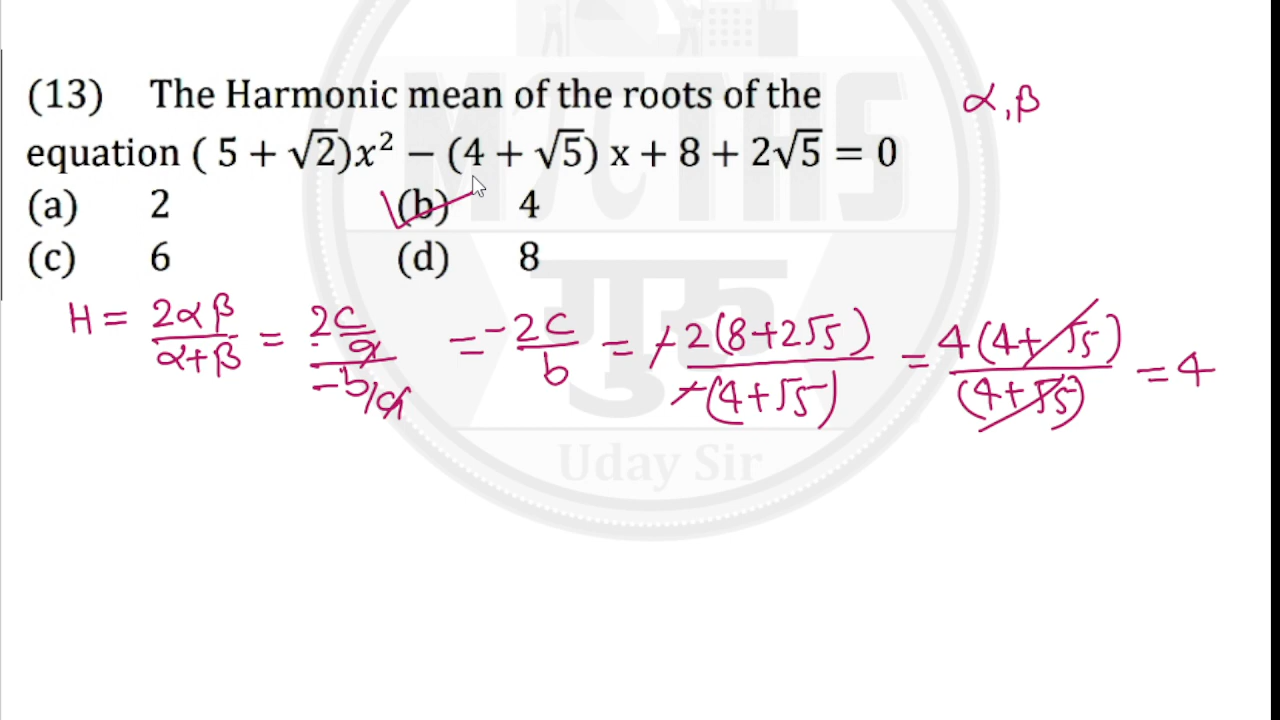 (13) The Harmonic mean of the roots of the
equation ( 5 + √2)x² − (4 + √5) x + 8 + 2√5 = 0
α, β
(a) 2 (b) 4
(c) 6 (d) 8
H = 2αβ/(α+β) = (2c/a)/(−b/a) = −2c/b = −2(8+2√5)/−(4+√5) = 4(4+√5)/(4+√5) = 4
MATHS
गुरु
Uday Sir